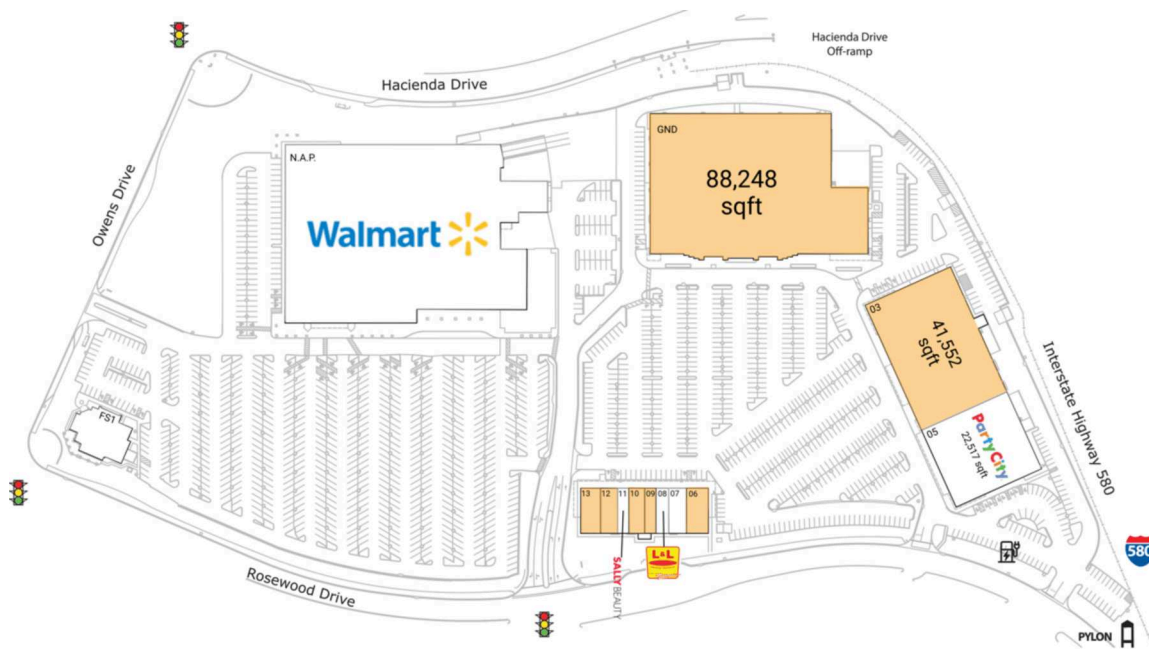 Hacienda Drive
Off-ramp
Hacienda Drive
GND
88,248
sqft
N.A.P.
Walmart
Owens Drive
03
41,552
sqft
Interstate Highway 580
05
PartyCity
22,517 sqft
FS1
13
12
11
10
09
08
07
06
SALLY BEAUTY
L&L
580
Rosewood Drive
PYLON